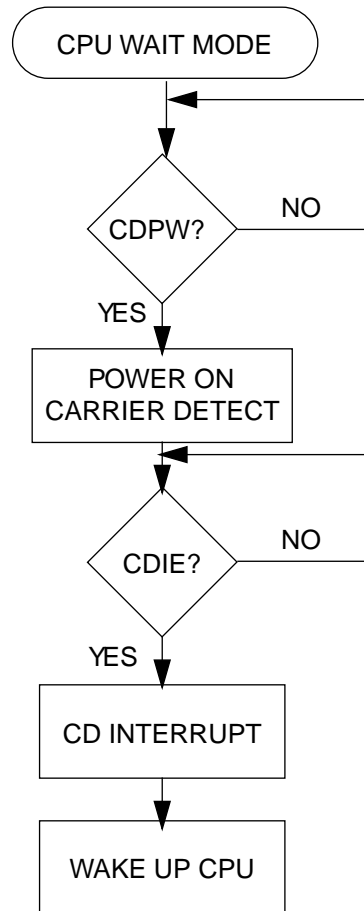 CPU WAIT MODE
CDPW?
NO
YES
POWER ON
CARRIER DETECT
CDIE?
NO
YES
CD INTERRUPT
WAKE UP CPU